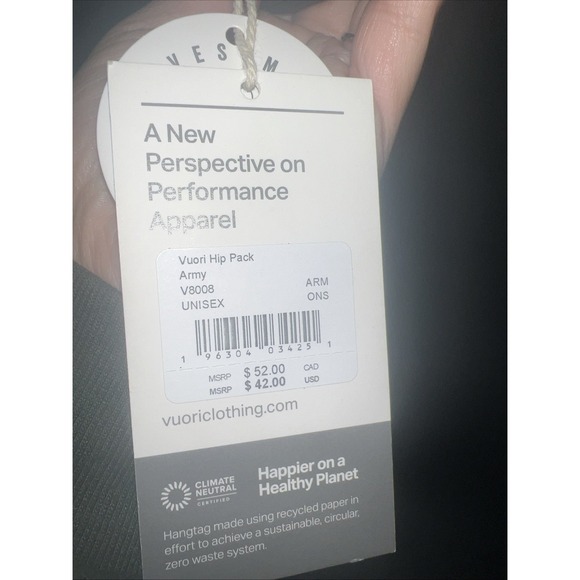 VES M
A New
Perspective on
Performance
Apparel
Vuori Hip Pack
Army
V8008 ARM
UNISEX ONS
1 96304 03425 1
MSRP $ 52.00 CAD
MSRP $ 42.00 USD
vuoriclothing.com
CLIMATE
NEUTRAL
CERTIFIED
Happier on a
Healthy Planet
Hangtag made using recycled paper in
effort to achieve a sustainable, circular,
zero waste system.